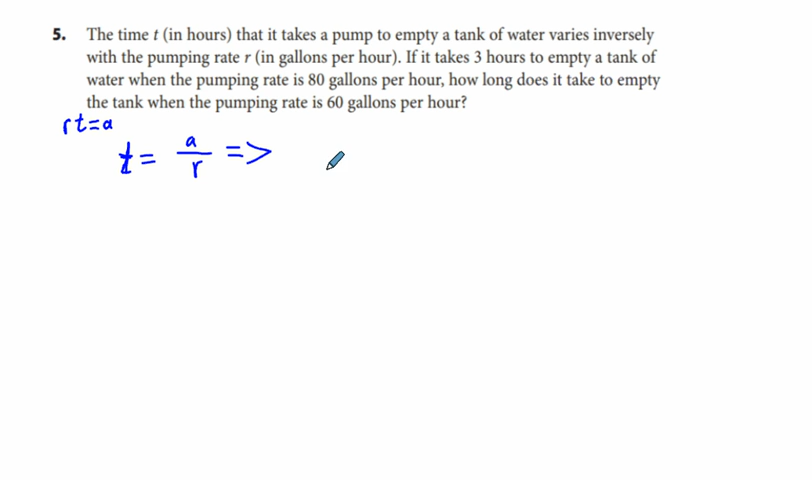 5. The time t (in hours) that it takes a pump to empty a tank of water varies inversely
with the pumping rate r (in gallons per hour). If it takes 3 hours to empty a tank of
water when the pumping rate is 80 gallons per hour, how long does it take to empty
the tank when the pumping rate is 60 gallons per hour?
rt=a
t = a/r =>